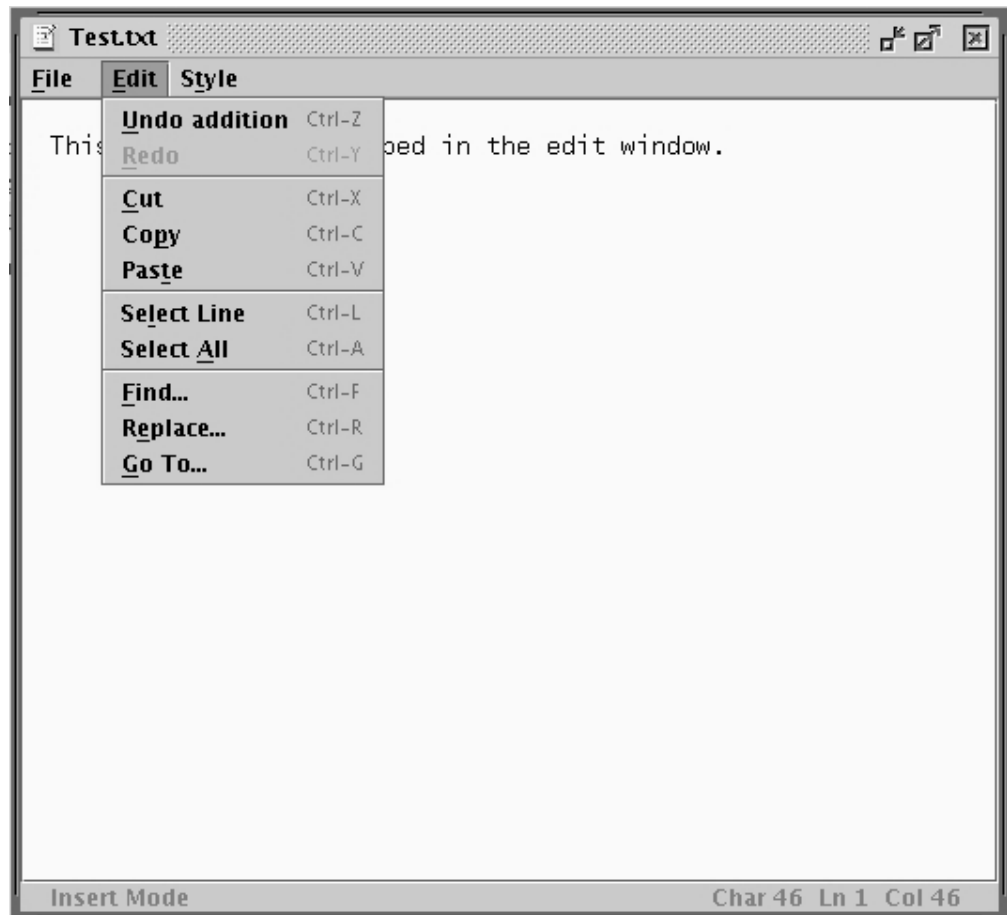 Test.txt
File Edit Style
This
ped in the edit window.
Undo addition Ctrl-Z
Redo Ctrl-Y
Cut Ctrl-X
Copy Ctrl-C
Paste Ctrl-V
Select Line Ctrl-L
Select All Ctrl-A
Find... Ctrl-F
Replace... Ctrl-R
Go To... Ctrl-G
Insert Mode Char 46 Ln 1 Col 46